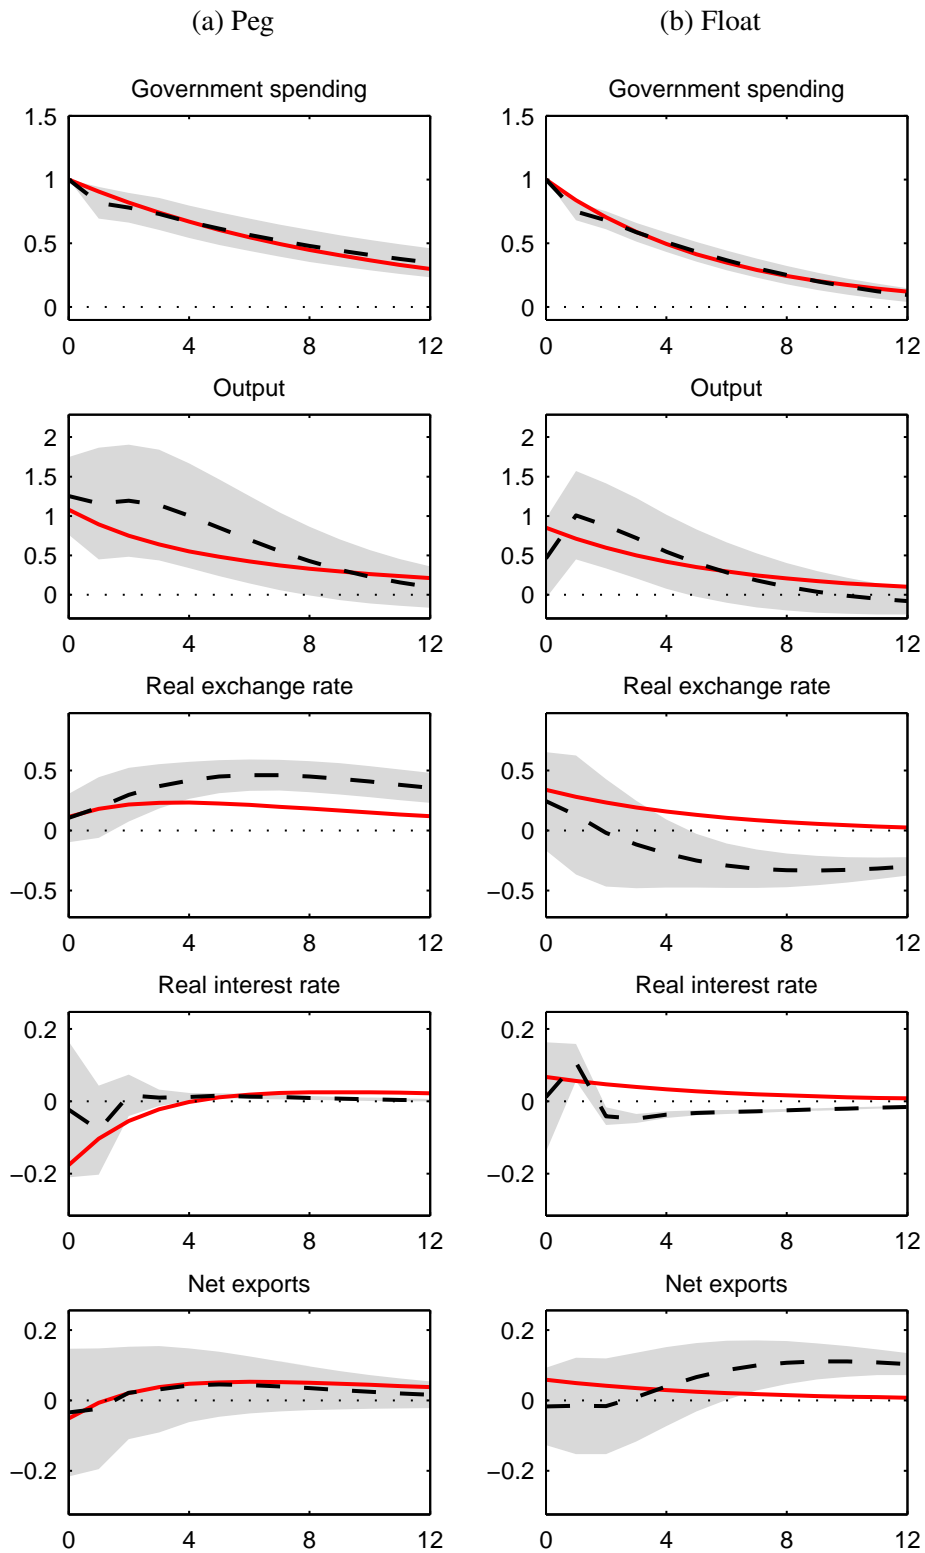 (a) Peg
(b) Float
Government spending
Government spending
1.5
1
0.5
0
0 4 8 12
1.5
1
0.5
0
0 4 8 12
Output
Output
2
1.5
1
0.5
0
0 4 8 12
2
1.5
1
0.5
0
0 4 8 12
Real exchange rate
Real exchange rate
0.5
0
−0.5
0 4 8 12
0.5
0
−0.5
0 4 8 12
Real interest rate
Real interest rate
0.2
0
−0.2
0 4 8 12
0.2
0
−0.2
0 4 8 12
Net exports
Net exports
0.2
0
−0.2
0 4 8 12
0.2
0
−0.2
0 4 8 12